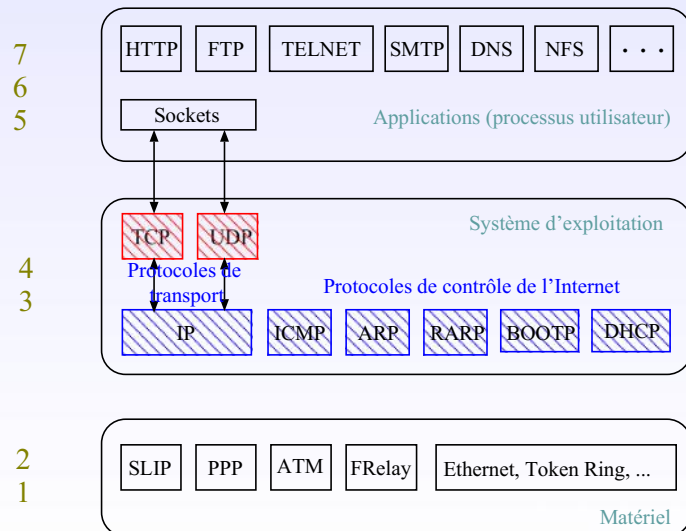 7
HTTP FTP TELNET SMTP DNS NFS . . .
6
5
Sockets
Applications (processus utilisateur)
Système d'exploitation
TCP UDP
4
Protocoles de
transport
Protocoles de contrôle de l'Internet
3
IP ICMP ARP RARP BOOTP DHCP
2
SLIP PPP ATM FRelay Ethernet, Token Ring, ...
1
Matériel